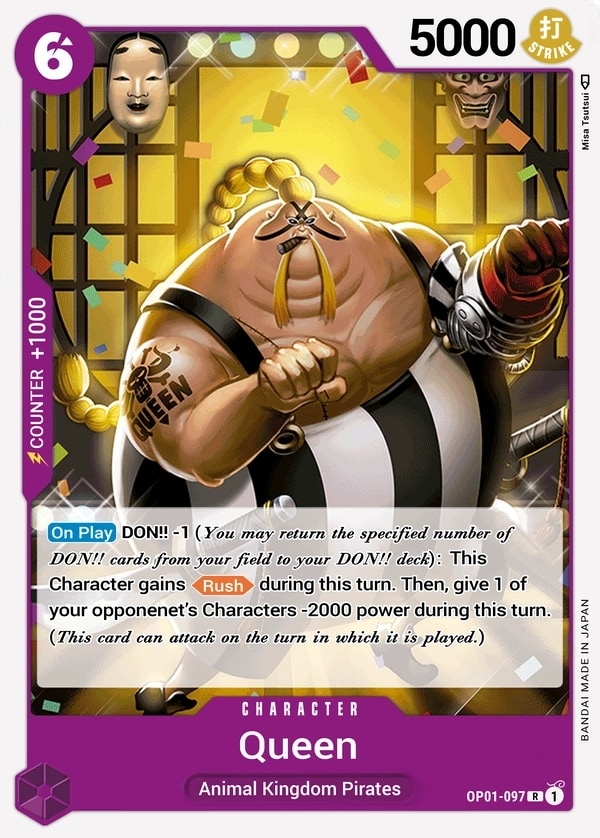 6
5000
打
STRIKE
Misa Tsutsui
COUNTER +1000
QUEEN
On Play DON!! -1 (You may return the specified number of
DON!! cards from your field to your DON!! deck): This
Character gains Rush during this turn. Then, give 1 of
your opponenet's Characters -2000 power during this turn.
(This card can attack on the turn in which it is played.)
BANDAI MADE IN JAPAN
CHARACTER
Queen
Animal Kingdom Pirates
OP01-097 R 1